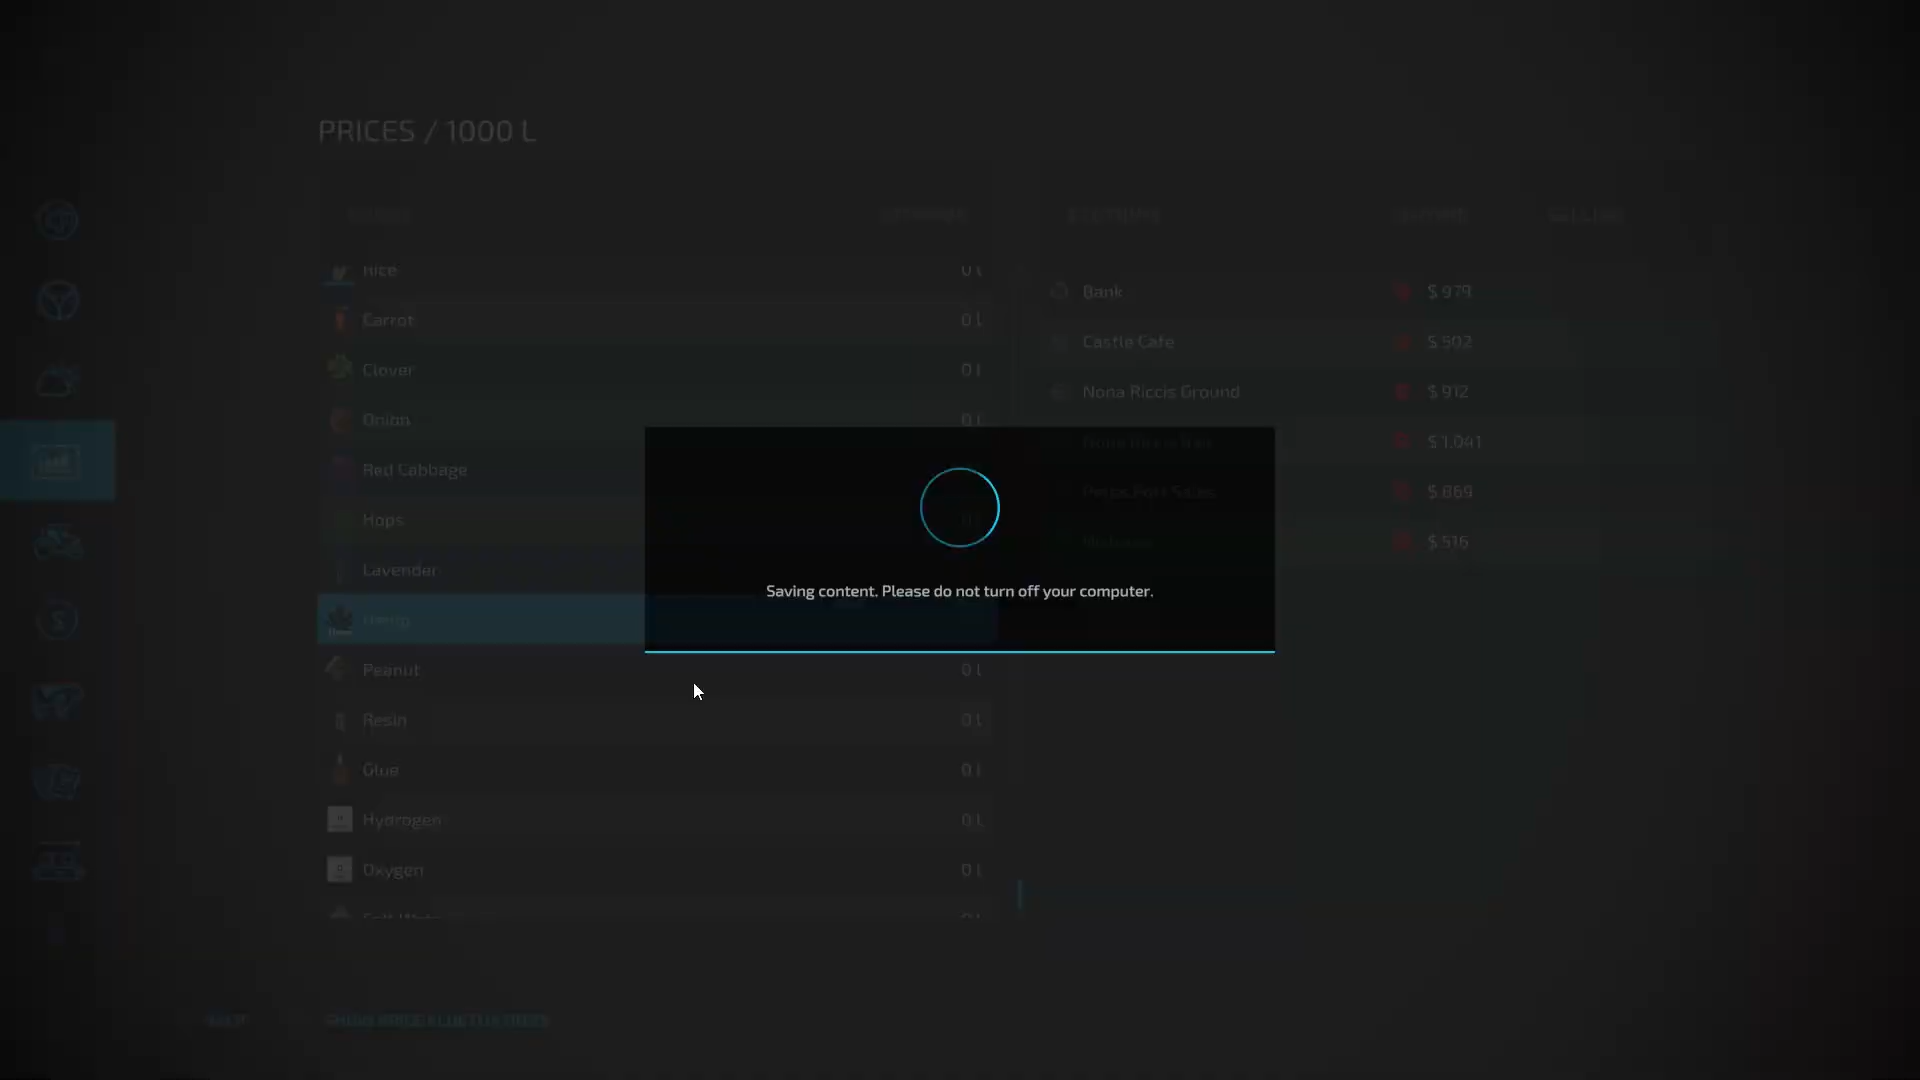 PRICES / 1000 L
Rice 0 l
Carrot 0 l
Clover 0 l
Onion 0 l
Red Cabbage
Hops
Lavender
Hemp
Peanut 0 l
Resin 0 l
Glue 0 l
Hydrogen 0 l
Oxygen 0 l
Bank $ 979
Castle Cafe $ 502
Nona Riccis Ground $ 912
$ 1,041
$ 869
$ 516
Saving content. Please do not turn off your computer.